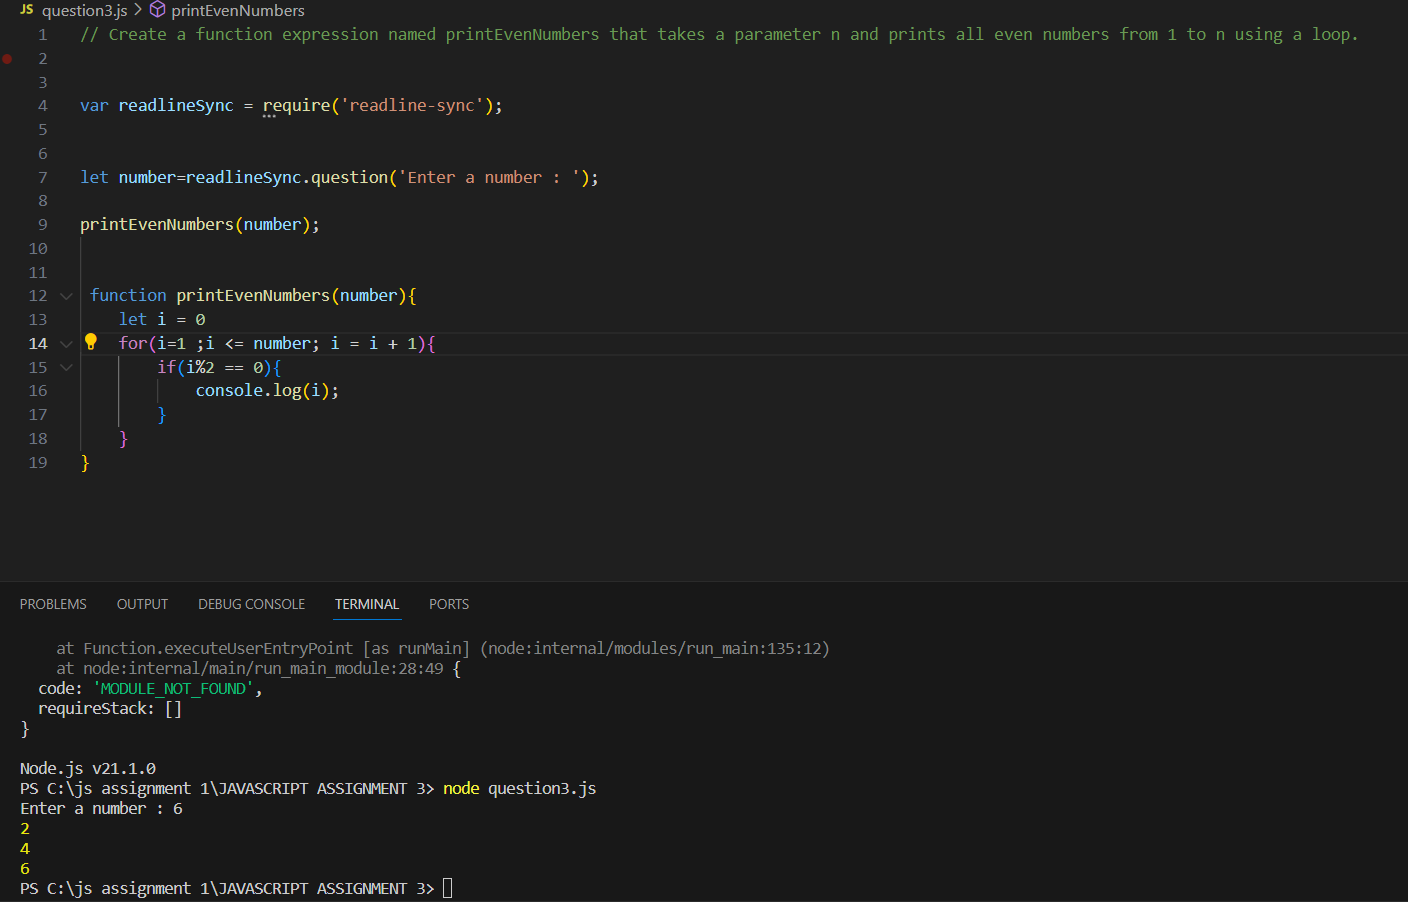 JS question3.js > printEvenNumbers
1 // Create a function expression named printEvenNumbers that takes a parameter n and prints all even numbers from 1 to n using a loop.
2
3
4 var readlineSync = require('readline-sync');
5
6
7 let number=readlineSync.question('Enter a number : ');
8
9 printEvenNumbers(number);
10
11
12 function printEvenNumbers(number){
13 let i = 0
14 for(i=1 ;i <= number; i = i + 1){
15 if(i%2 == 0){
16 console.log(i);
17 }
18 }
19 }
PROBLEMS OUTPUT DEBUG CONSOLE TERMINAL PORTS
at Function.executeUserEntryPoint [as runMain] (node:internal/modules/run_main:135:12)
at node:internal/main/run_main_module:28:49 {
code: 'MODULE_NOT_FOUND',
requireStack: []
}
Node.js v21.1.0
PS C:\js assignment 1\JAVASCRIPT ASSIGNMENT 3> node question3.js
Enter a number : 6
2
4
6
PS C:\js assignment 1\JAVASCRIPT ASSIGNMENT 3>